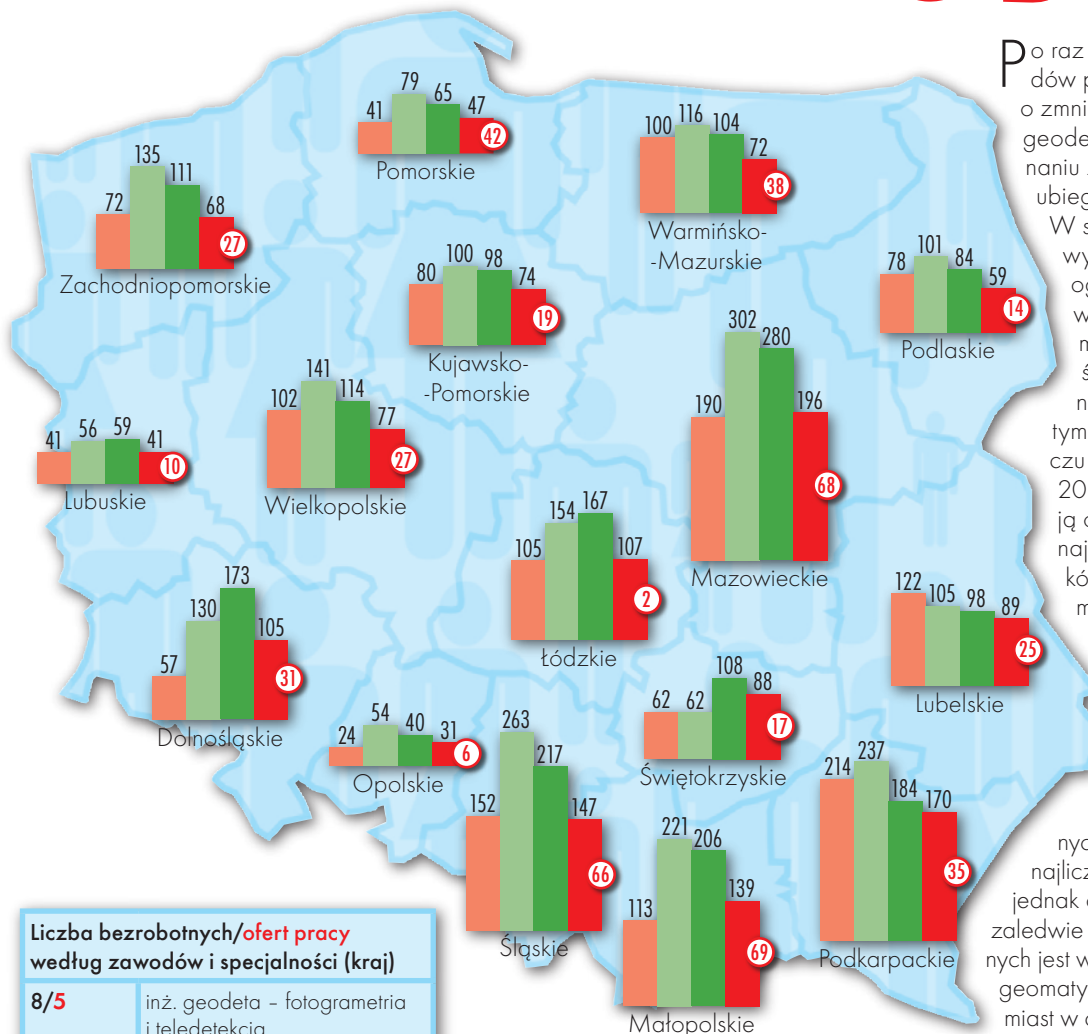 41 79 65 47 42
Pomorskie
100 116 104 72 38
Warmińsko-
-Mazurskie
72 135 111 68 27
Zachodniopomorskie
80 100 98 74 19
Kujawsko-
-Pomorskie
78 101 84 59 14
Podlaskie
41 56 59 41 10
Lubuskie
102 141 114 77 27
Wielkopolskie
190 302 280 196 68
Mazowieckie
105 154 167 107 2
Łódzkie
57 130 173 105 31
Dolnośląskie
122 105 98 89 25
Lubelskie
24 54 40 31 6
Opolskie
62 62 108 88 17
Świętokrzyskie
152 263 217 147 66
Śląskie
113 221 206 139 69
Małopolskie
214 237 184 170 35
Podkarpackie
Liczba bezrobotnych/ofert pracy
według zawodów i specjalności (kraj)
8/5 inż. geodeta – fotogrametria
i teledetekcja
Po raz
dów p
o zmni
geode
naniu
ubieg
W s
wy
og
w
m
ś
n
tym
czu
20
ją
naj
kó
m
nyc
najlicz
jednak
zaledwie
nych jest w
geomaty
miast w